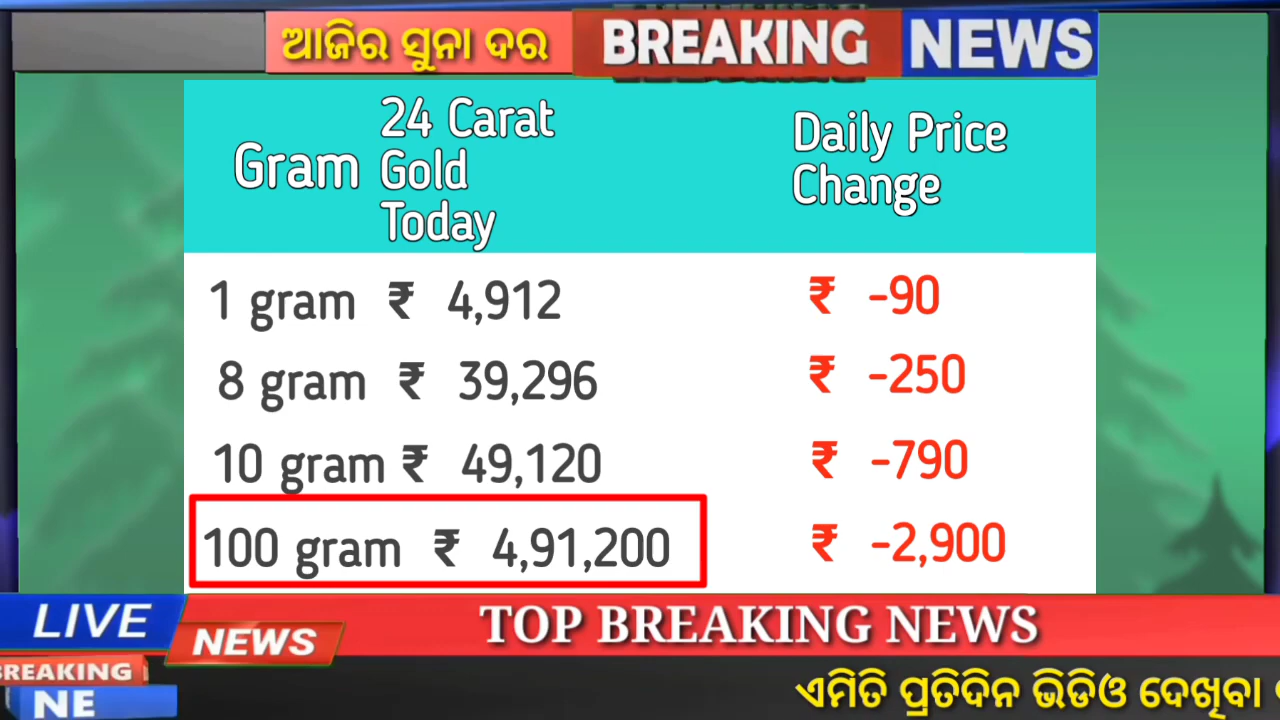 ଆଜିର ସୁନା ଦର BREAKING NEWS
Gram 24 Carat Gold Today Daily Price Change
1 gram ₹ 4,912 ₹ -90
8 gram ₹ 39,296 ₹ -250
10 gram ₹ 49,120 ₹ -790
100 gram ₹ 4,91,200 ₹ -2,900
LIVE
NEWS
TOP BREAKING NEWS
BREAKING
NE
ଏମିତି ପ୍ରତିଦିନ ଭିଡିଓ ଦେଖିବା